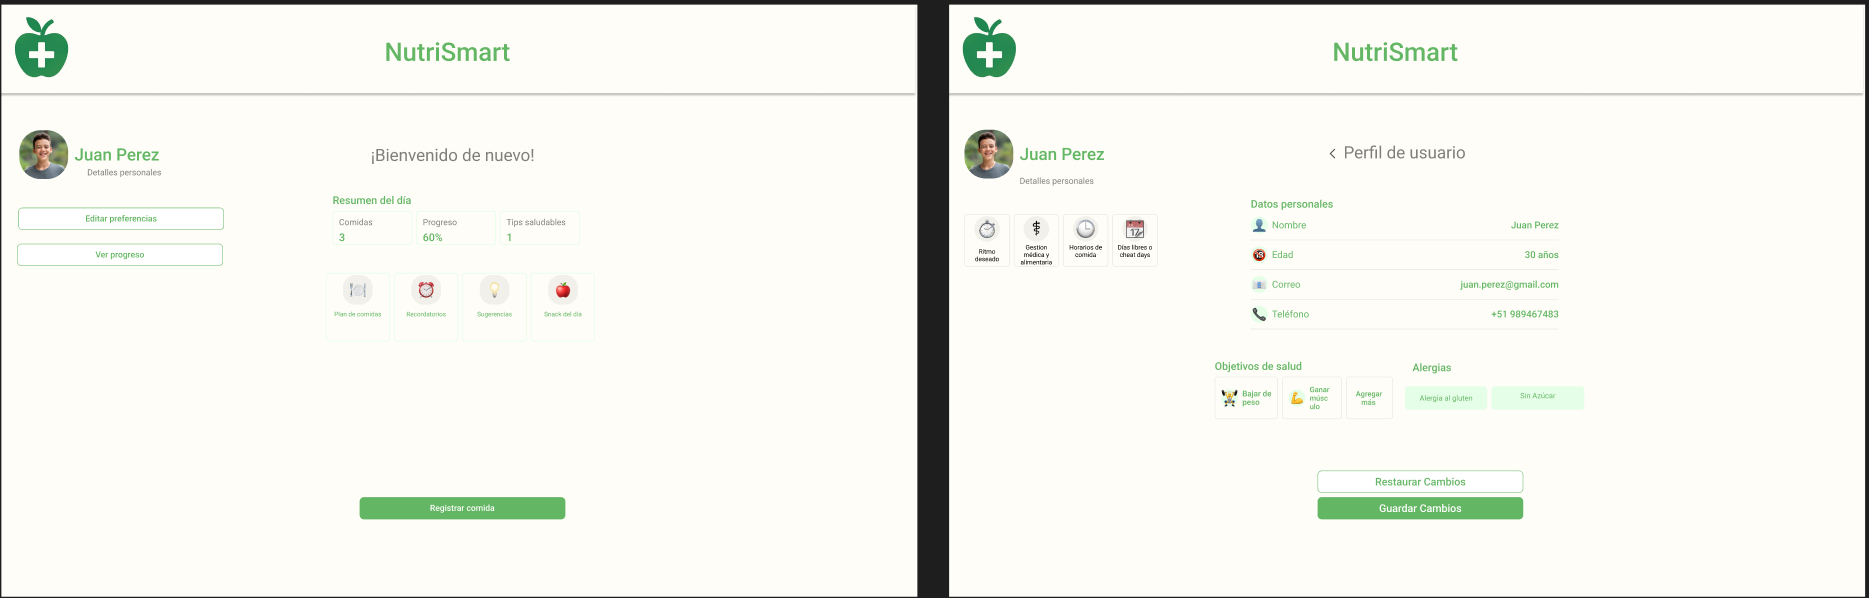 NutriSmart
Juan Perez
Detalles personales
Editar preferencias
Ver progreso
¡Bienvenido de nuevo!
Resumen del día
Comidas
3
Progreso
60%
Tips saludables
1
Plan de comidas
Recordatorios
Sugerencias
Snack del día
Registrar comida
NutriSmart
Juan Perez
Detalles personales
Ritmo
deseado
Gestion
médica y
alimentaria
Horarios de
comida
17
Días libres o
cheat days
Perfil de usuario
Datos personales
Nombre
Juan Perez
18
Edad
30 años
Correo
juan.perez@gmail.com
Teléfono
+51 989467483
Objetivos de salud
Bajar de
peso
Ganar
músc
ulo
Agregar
más
Alergias
Alergia al gluten
Sin Azúcar
Restaurar Cambios
Guardar Cambios